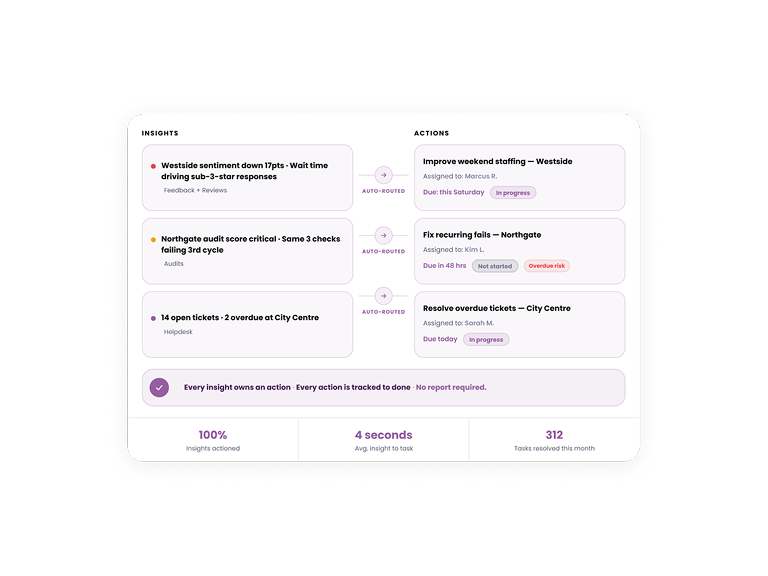 INSIGHTS
ACTIONS
Westside sentiment down 17pts · Wait time
driving sub-3-star responses
Feedback + Reviews
AUTO-ROUTED
Improve weekend staffing — Westside
Assigned to: Marcus R.
Due: this Saturday In progress
Northgate audit score critical · Same 3 checks
failing 3rd cycle
Audits
AUTO-ROUTED
Fix recurring fails — Northgate
Assigned to: Kim L.
Due in 48 hrs Not started Overdue risk
14 open tickets · 2 overdue at City Centre
Helpdesk
AUTO-ROUTED
Resolve overdue tickets — City Centre
Assigned to: Sarah M.
Due today In progress
Every insight owns an action · Every action is tracked to done · No report required.
100%
Insights actioned
4 seconds
Avg. insight to task
312
Tasks resolved this month